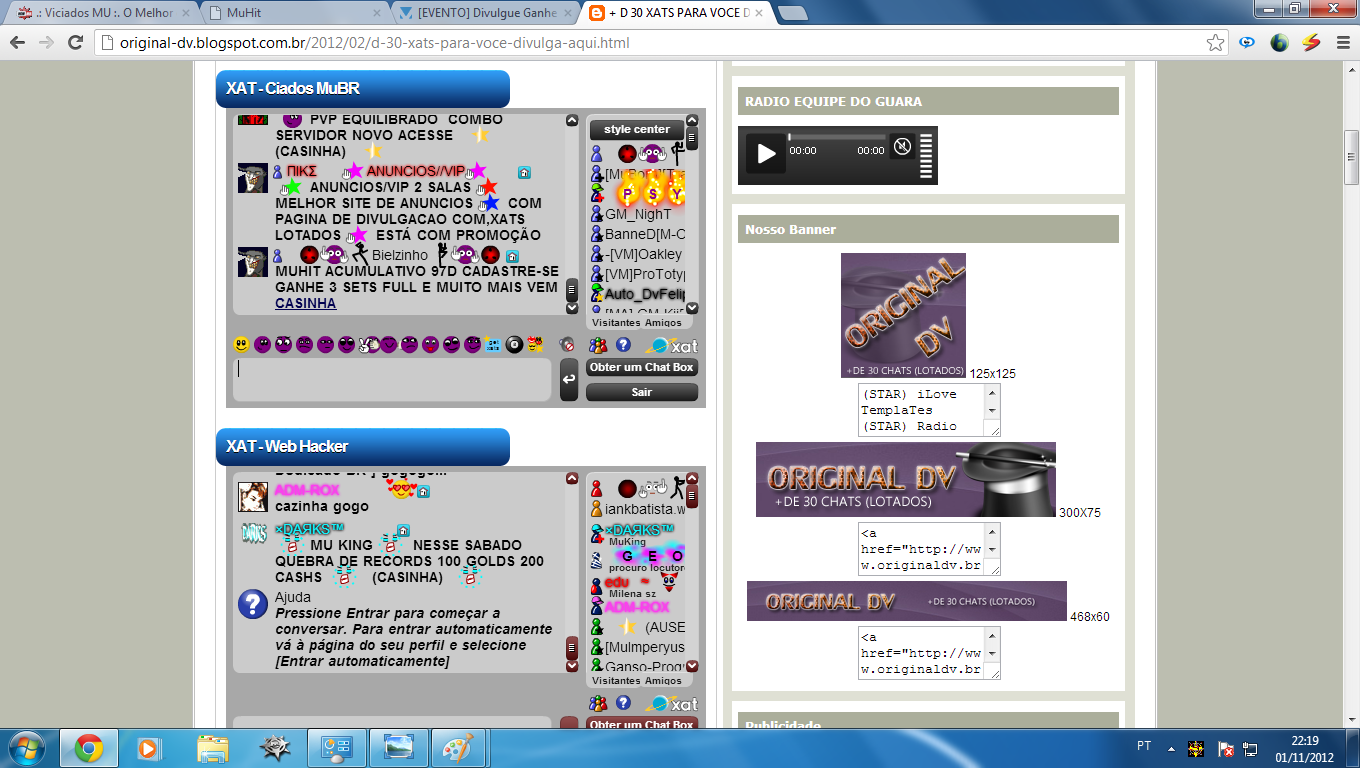 .: Viciados MU :. O Melhor
MuHit
[EVENTO] Divulgue Ganhe
+ D 30 XATS PARA VOCE D
original-dv.blogspot.com.br/2012/02/d-30-xats-para-voce-divulga-aqui.html
XAT - Ciados MuBR
PVP EQUILIBRADO COMBO
SERVIDOR NOVO ACESSE
(CASINHA)
ПIKΣ ANUNCIOS//VIP
ANUNCIOS/VIP 2 SALAS
MELHOR SITE DE ANUNCIOS COM
PAGINA DE DIVULGACAO COM,XATS
LOTADOS ESTÁ COM PROMOÇÃO
Bielzinho
MUHIT ACUMULATIVO 97D CADASTRE-SE
GANHE 3 SETS FULL E MUITO MAIS VEM
CASINHA
style center
P S Y
GM_NighT
BanneD[M-C
-[VM]Oakley
[VM]ProTotyp
Auto_DvFelip
Visitantes Amigos
xat
Obter um Chat Box
Sair
XAT - Web Hacker
ADM-ROX
cazinha gogo
×DAЯKS™
MU KING NESSE SABADO
QUEBRA DE RECORDS 100 GOLDS 200
CASHS (CASINHA)
Ajuda
Pressione Entrar para começar a
conversar. Para entrar automaticamente
vá à página do seu perfil e selecione
[Entrar automaticamente]
iankbatista.w
×DAЯKS™
MuKing
G E O
procuro locutor
edu ≈
Milena sz
ADM-ROX
(AUSE
[MuImperyus
Ganso-Progr
Visitantes Amigos
xat
Obter um Chat Box
RADIO EQUIPE DO GUARA
00:00 00:00
Nosso Banner
ORIGINAL
DV
+DE 30 CHATS (LOTADOS)
125x125
(STAR) iLove
TemplaTes
(STAR) Radio
ORIGINAL DV
+DE 30 CHATS (LOTADOS)
300X75
<a
href="http://ww
w.originaldv.br
ORIGINAL DV +DE 30 CHATS (LOTADOS)
468x60
<a
href="http://ww
w.originaldv.br
Publicidade
PT
22:19
01/11/2012